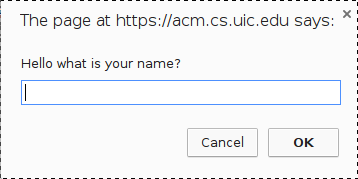 The page at https://acm.cs.uic.edu says:
Hello what is your name?
Cancel
OK